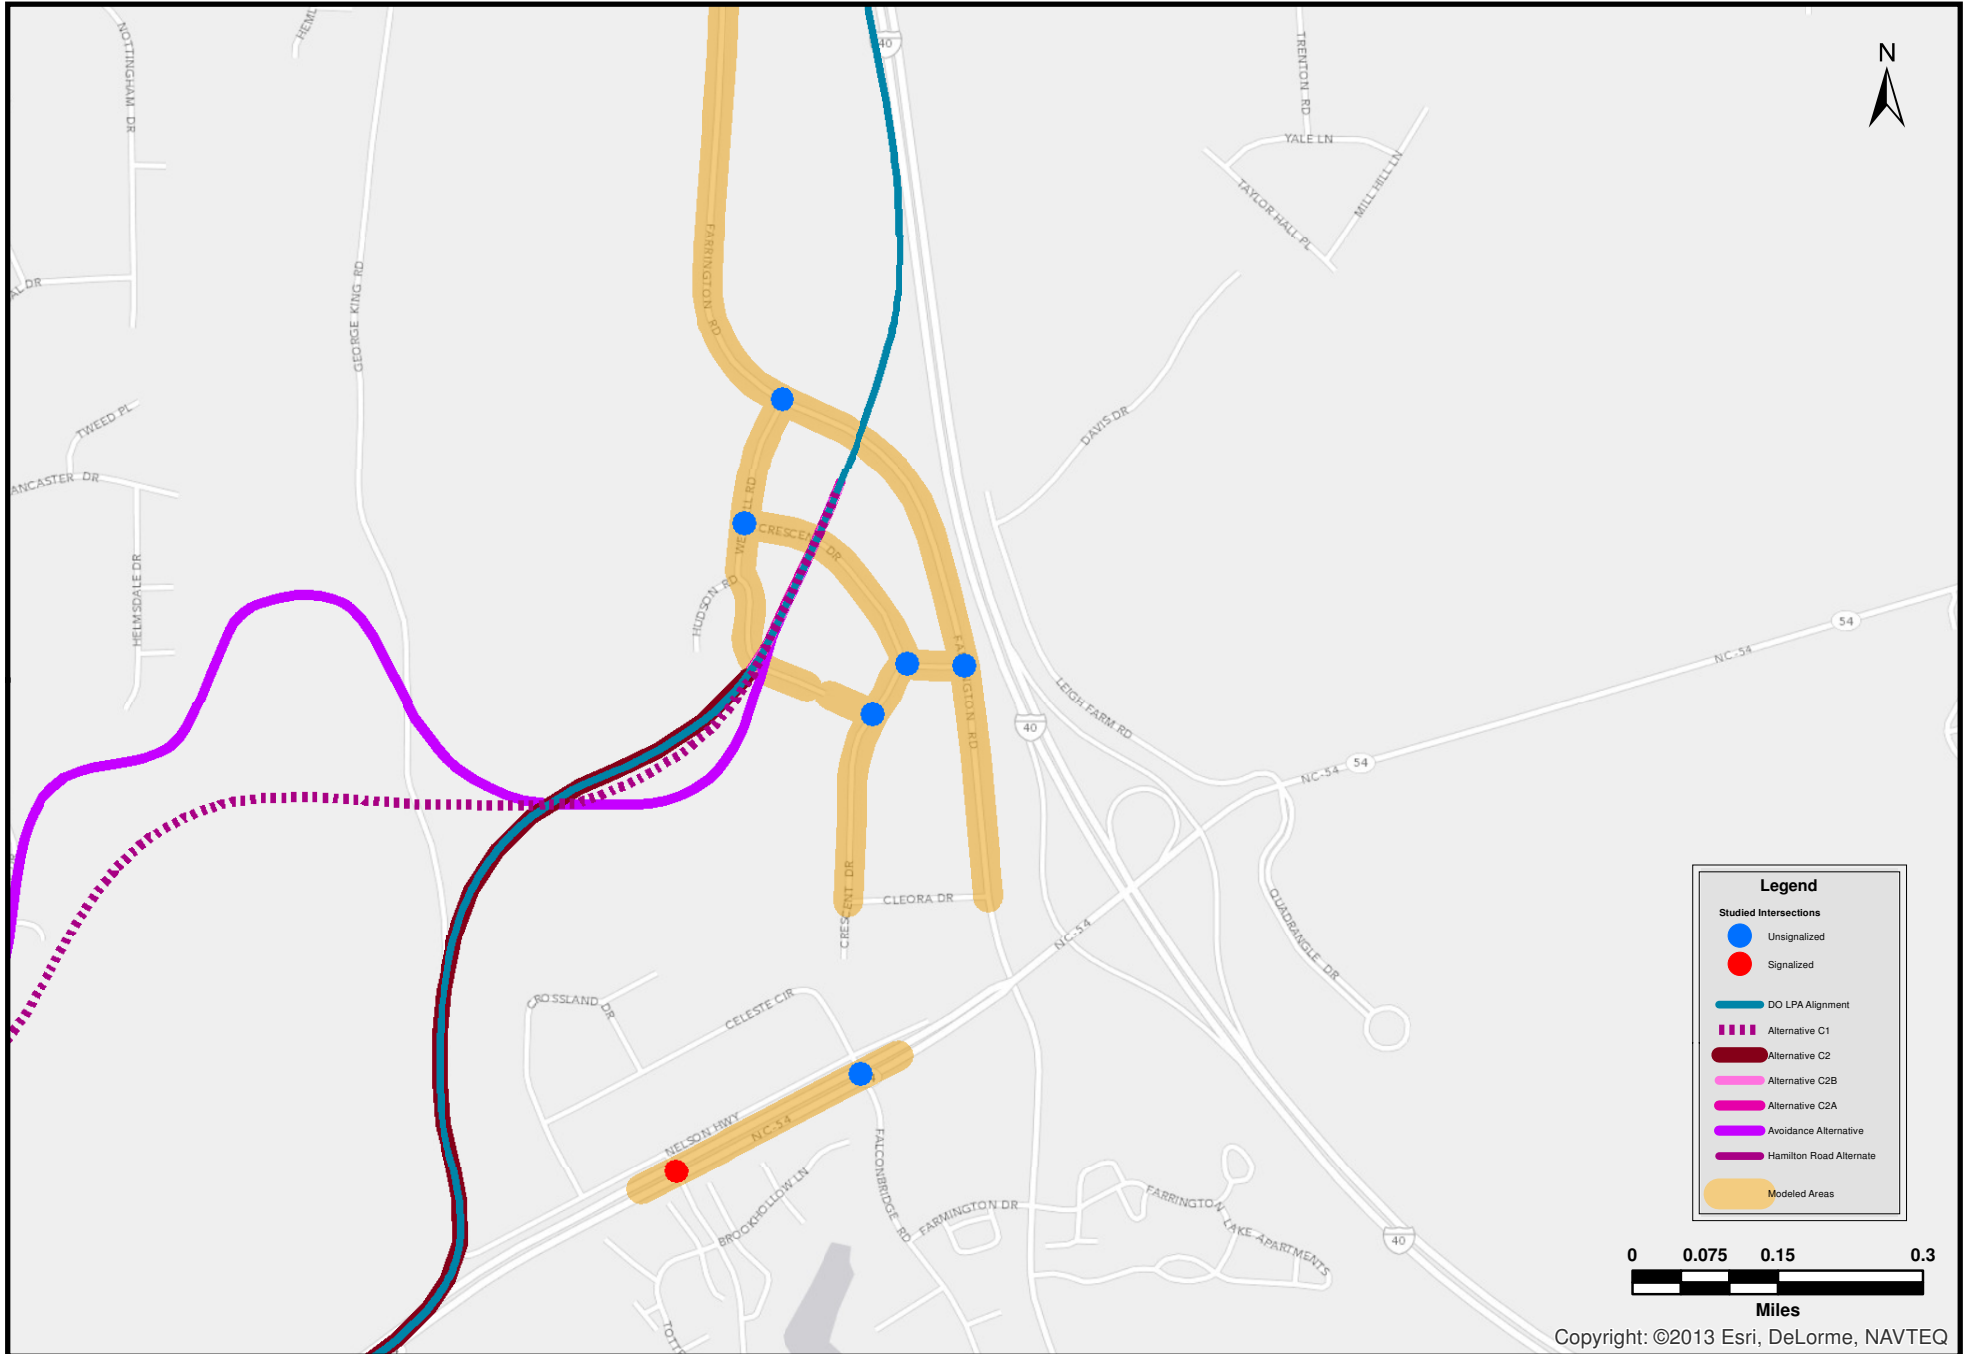 N
NOTTINGHAM DR
HEML
40
TRENTON RD
YALE LN
TAYLOR HALL PL
MILL HILL LN
AL DR
GEORGE KING RD
FARRINGTON RD
TWEED PL
ANCASTER DR
DAVIS DR
CRESCENT DR
HUDSON RD
HELMSDALE DR
54
NC-54
LEIGH FARM RD
40
54
NC-54
CRESCENT DR
CLEORA DR
NC-54
QUADRANGLE DR
CROSSLAND DR
CELESTE CIR
NELSON HWY
NC-54
BROOKHOLLOW LN
FALCONBRIDGE RD
FARMINGTON DR
FARRINGTON LAKE APARTMENTS
40
TOTT
Legend
Studied Intersections
Unsignalized
Signalized
DO LPA Alignment
Alternative C1
Alternative C2
Alternative C2B
Alternative C2A
Avoidance Alternative
Hamilton Road Alternate
Modeled Areas
0 0.075 0.15 0.3
Miles
Copyright: ©2013 Esri, DeLorme, NAVTEQ